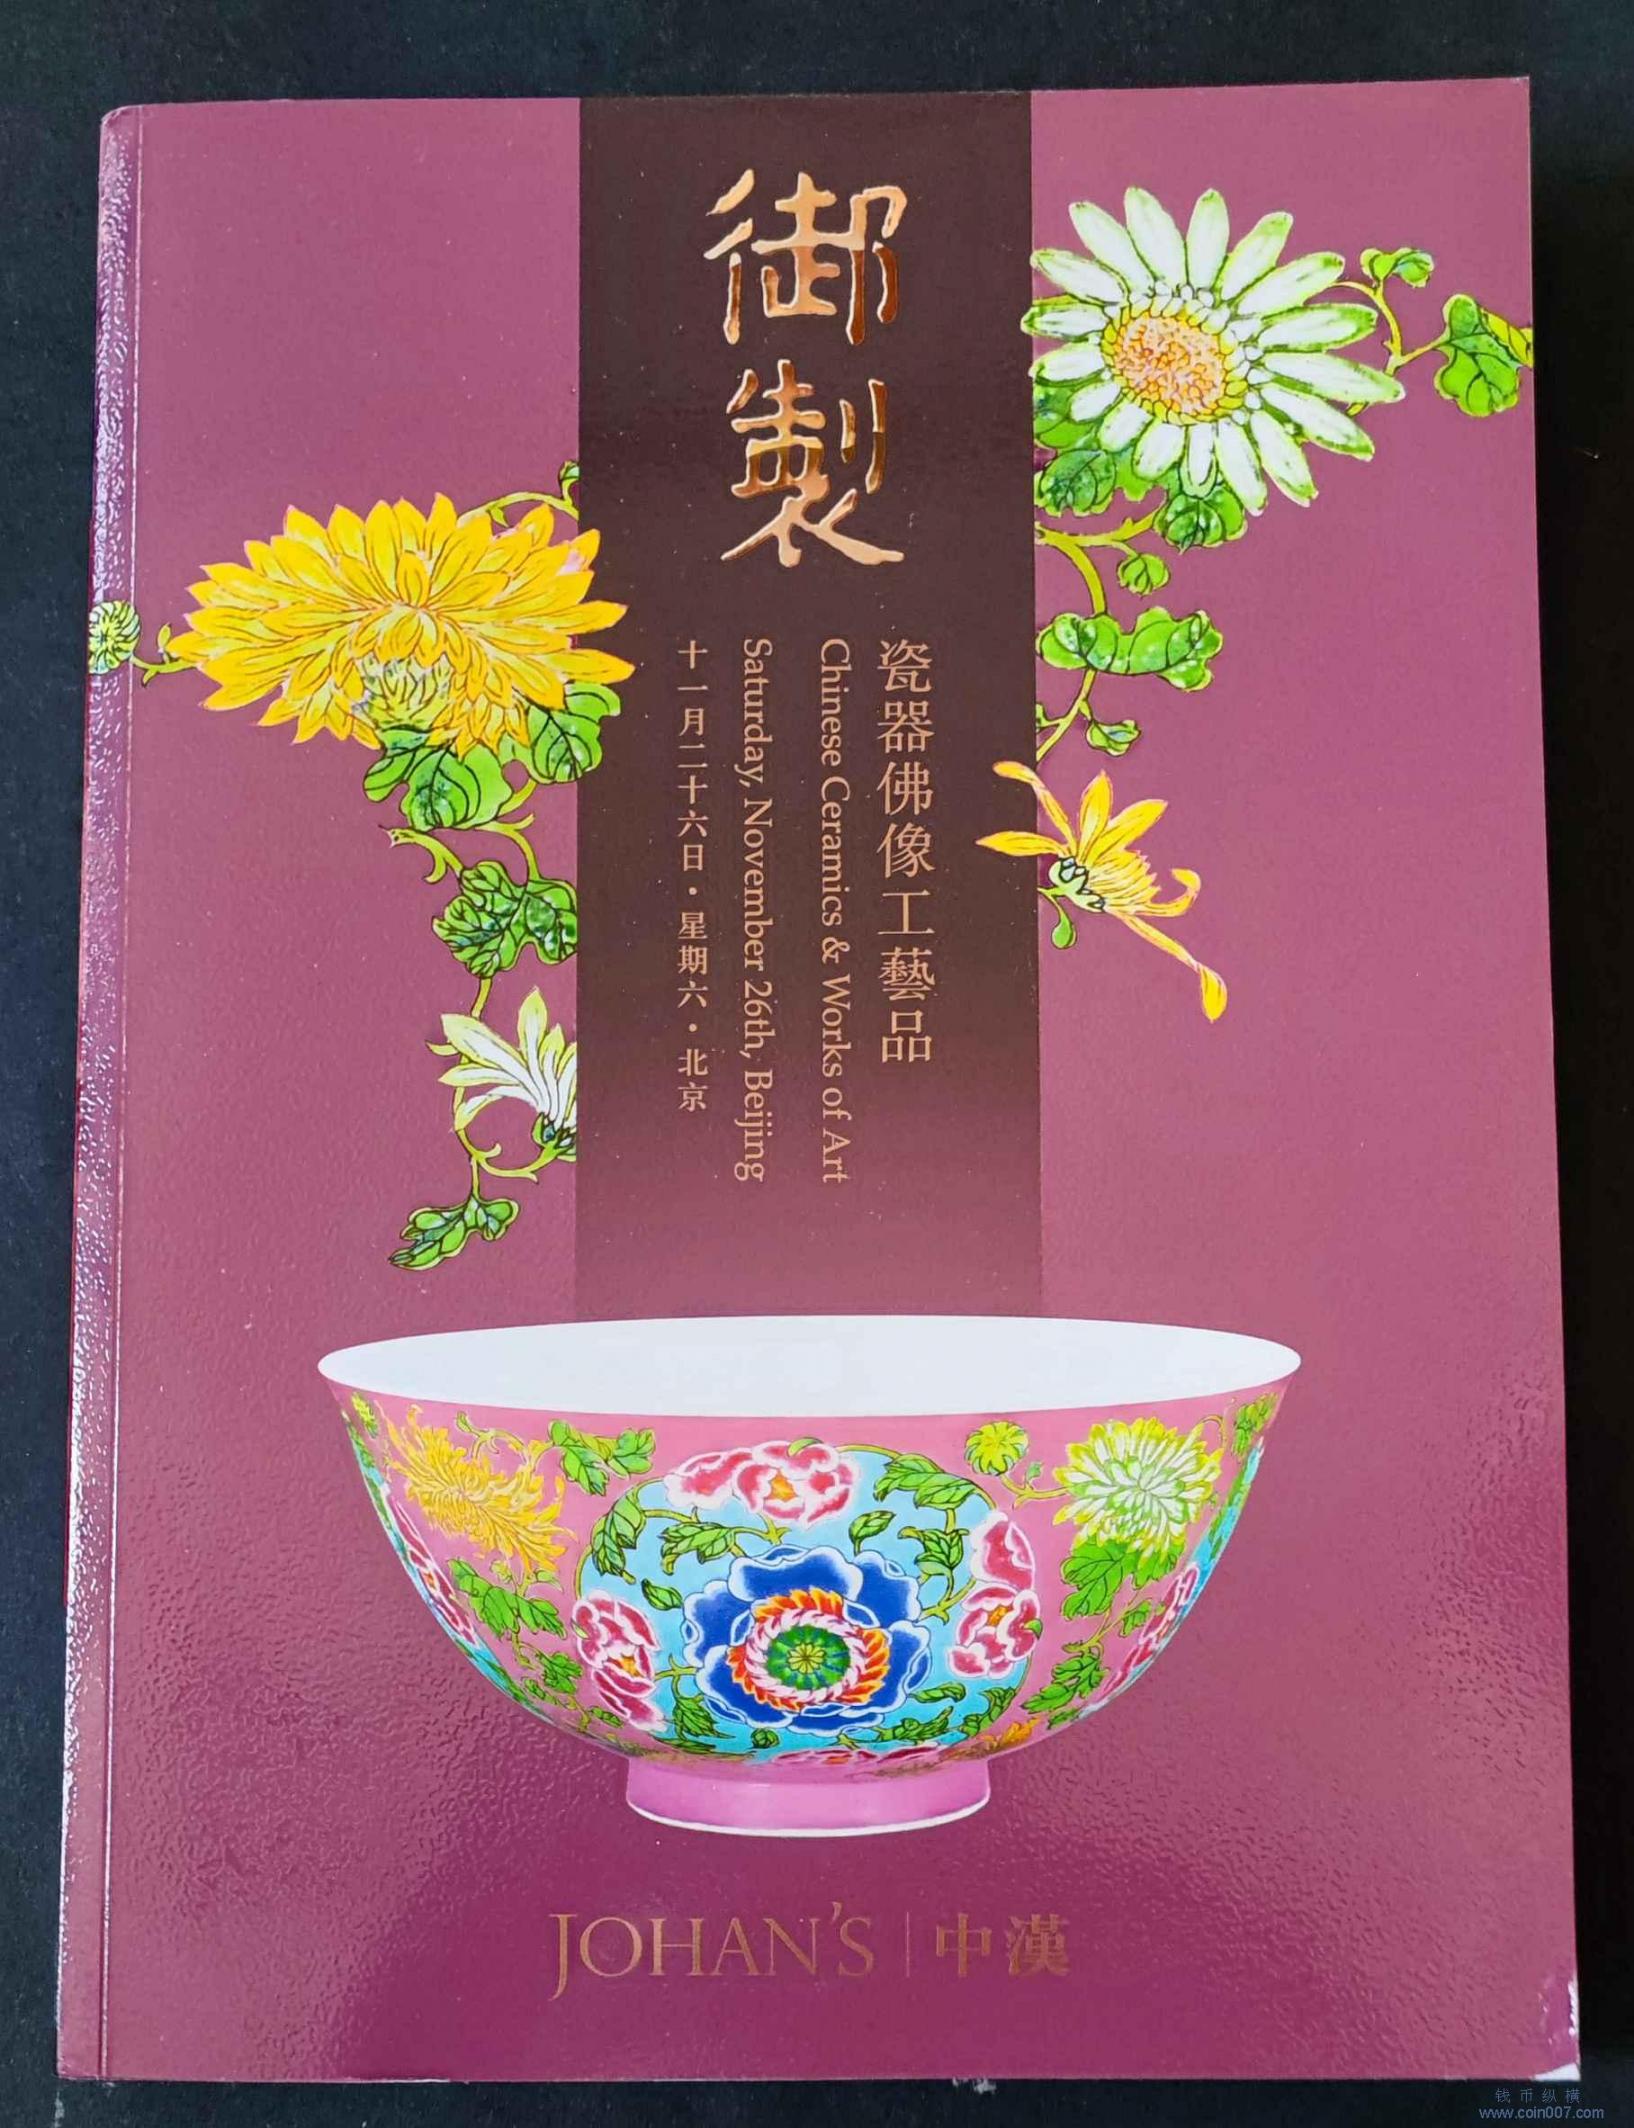 御製
瓷器佛像工藝品
Chinese Ceramics & Works of Art
Saturday, November 26th, Beijing
十一月二十六日・星期六・北京
JOHAN'S | 中漢
钱币纵横
www.coin007.com